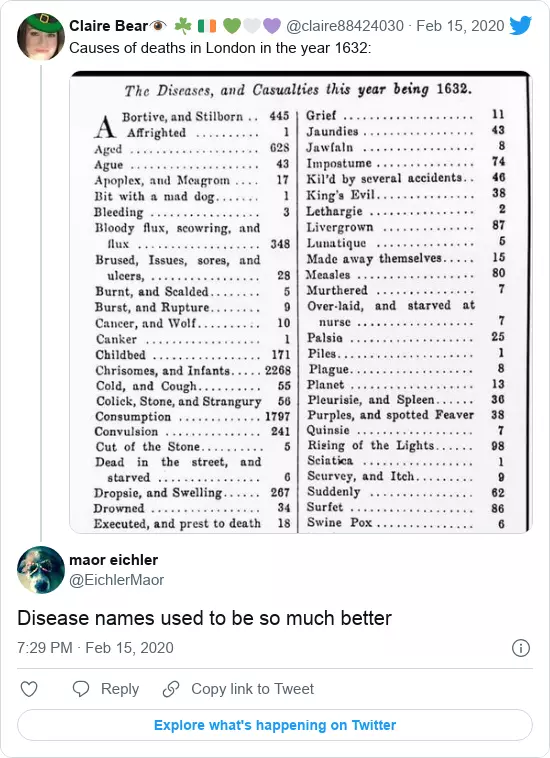 Claire Bear @claire88424030 · Feb 15, 2020
Causes of deaths in London in the year 1632:
The Diseases, and Casualties this year being 1632.
Abortive, and Stilborn .. 445
Affrighted .......... 1
Aged ................. 628
Ague ................. 43
Apoplex, and Meagrom .... 17
Bit with a mad dog....... 1
Bleeding ............... 3
Bloody flux, scowring, and
flux ................. 348
Brused, Issues, sores, and
ulcers, ............... 28
Burnt, and Scalded........ 5
Burst, and Rupture........ 9
Cancer, and Wolf.......... 10
Canker ................ 1
Childbed ............... 171
Chrisomes, and Infants..... 2268
Cold, and Cough.......... 55
Colick, Stone, and Strangury 56
Consumption ............. 1797
Convulsion .............. 241
Cut of the Stone.......... 5
Dead in the street, and
starved ............... 6
Dropsie, and Swelling...... 267
Drowned ................ 34
Executed, and prest to death 18
Grief ................... 11
Jaundies ................ 43
Jawfaln ................. 8
Impostume .............. 74
Kil'd by several accidents.. 46
King's Evil............... 38
Lethargie ............... 2
Livergrown .............. 87
Lunatique ............... 5
Made away themselves..... 15
Measles ................. 80
Murthered .............. 7
Over-laid, and starved at
nurse ................. 7
Palsie .................. 25
Piles.................... 1
Plague................... 8
Planet .................. 13
Pleurisie, and Spleen...... 36
Purples, and spotted Feaver 38
Quinsie ................. 7
Rising of the Lights...... 98
Sciatica ................. 1
Scurvey, and Itch......... 9
Suddenly ............... 62
Surfet .................. 86
Swine Pox ............... 6
maor eichler
@EichlerMaor
Disease names used to be so much better
7:29 PM · Feb 15, 2020
Reply
Copy link to Tweet
Explore what's happening on Twitter